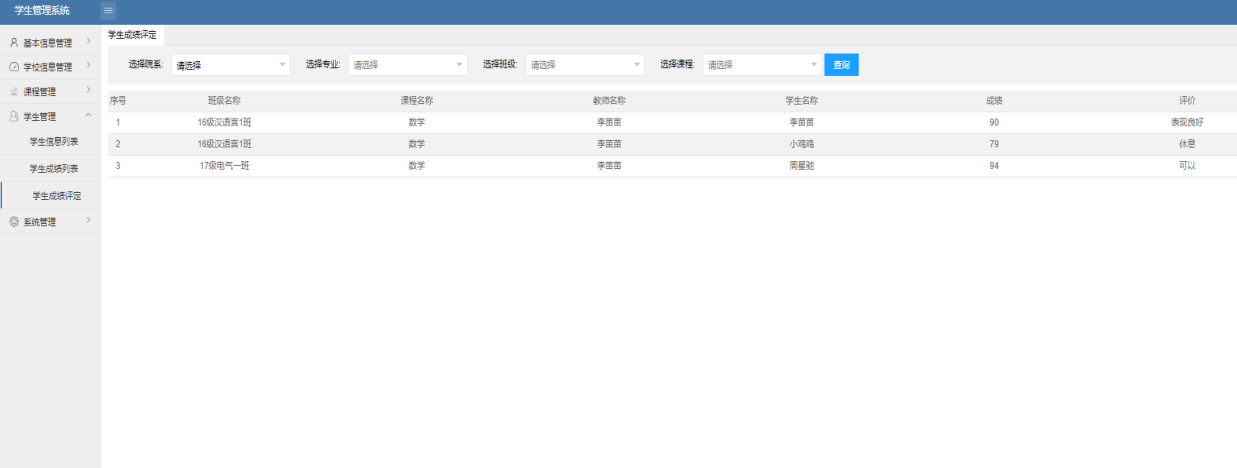 学生管理系统
学生成绩评定
基本信息管理
学校信息管理
课程管理
学生管理
学生信息列表
学生成绩列表
学生成绩评定
系统管理
选择院系: 请选择 选择专业: 请选择 选择班级: 请选择 选择课程: 请选择 查询
序号 班级名称 课程名称 教师名称 学生名称 成绩 评价
1 16级汉语言1班 数学 李苗苗 李苗苗 90 表现良好
2 16级汉语言1班 数学 李苗苗 小鸡鸡 79 休息
3 17级电气一班 数学 李苗苗 周星驰 94 可以